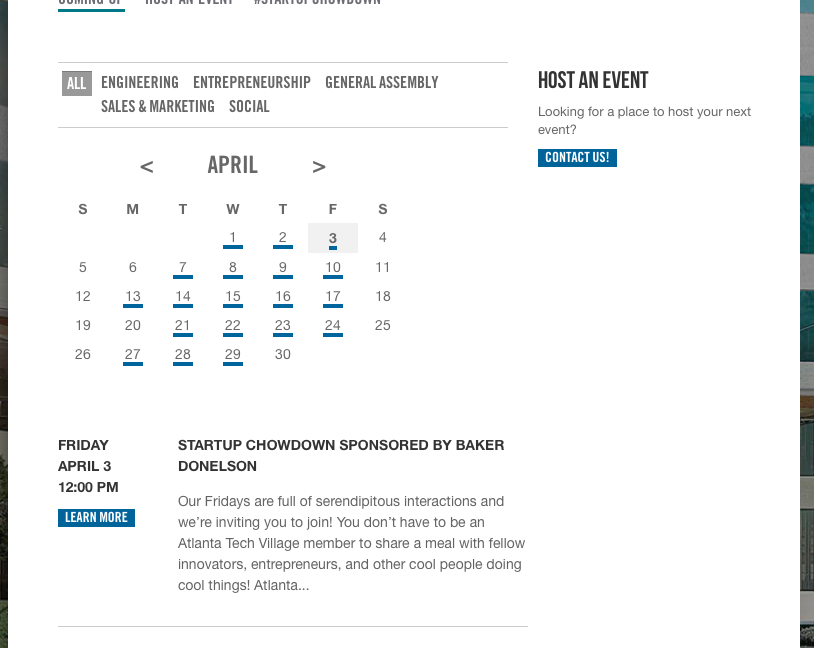 COMING UP HOST AN EVENT #STARTUPCHOWDOWN
ALL ENGINEERING ENTREPRENEURSHIP GENERAL ASSEMBLY
SALES & MARKETING SOCIAL
HOST AN EVENT
Looking for a place to host your next
event?
CONTACT US!
< APRIL >
S M T W T F S
1 2 3 4
5 6 7 8 9 10 11
12 13 14 15 16 17 18
19 20 21 22 23 24 25
26 27 28 29 30
FRIDAY
APRIL 3
12:00 PM
LEARN MORE
STARTUP CHOWDOWN SPONSORED BY BAKER
DONELSON
Our Fridays are full of serendipitous interactions and
we’re inviting you to join! You don’t have to be an
Atlanta Tech Village member to share a meal with fellow
innovators, entrepreneurs, and other cool people doing
cool things! Atlanta...